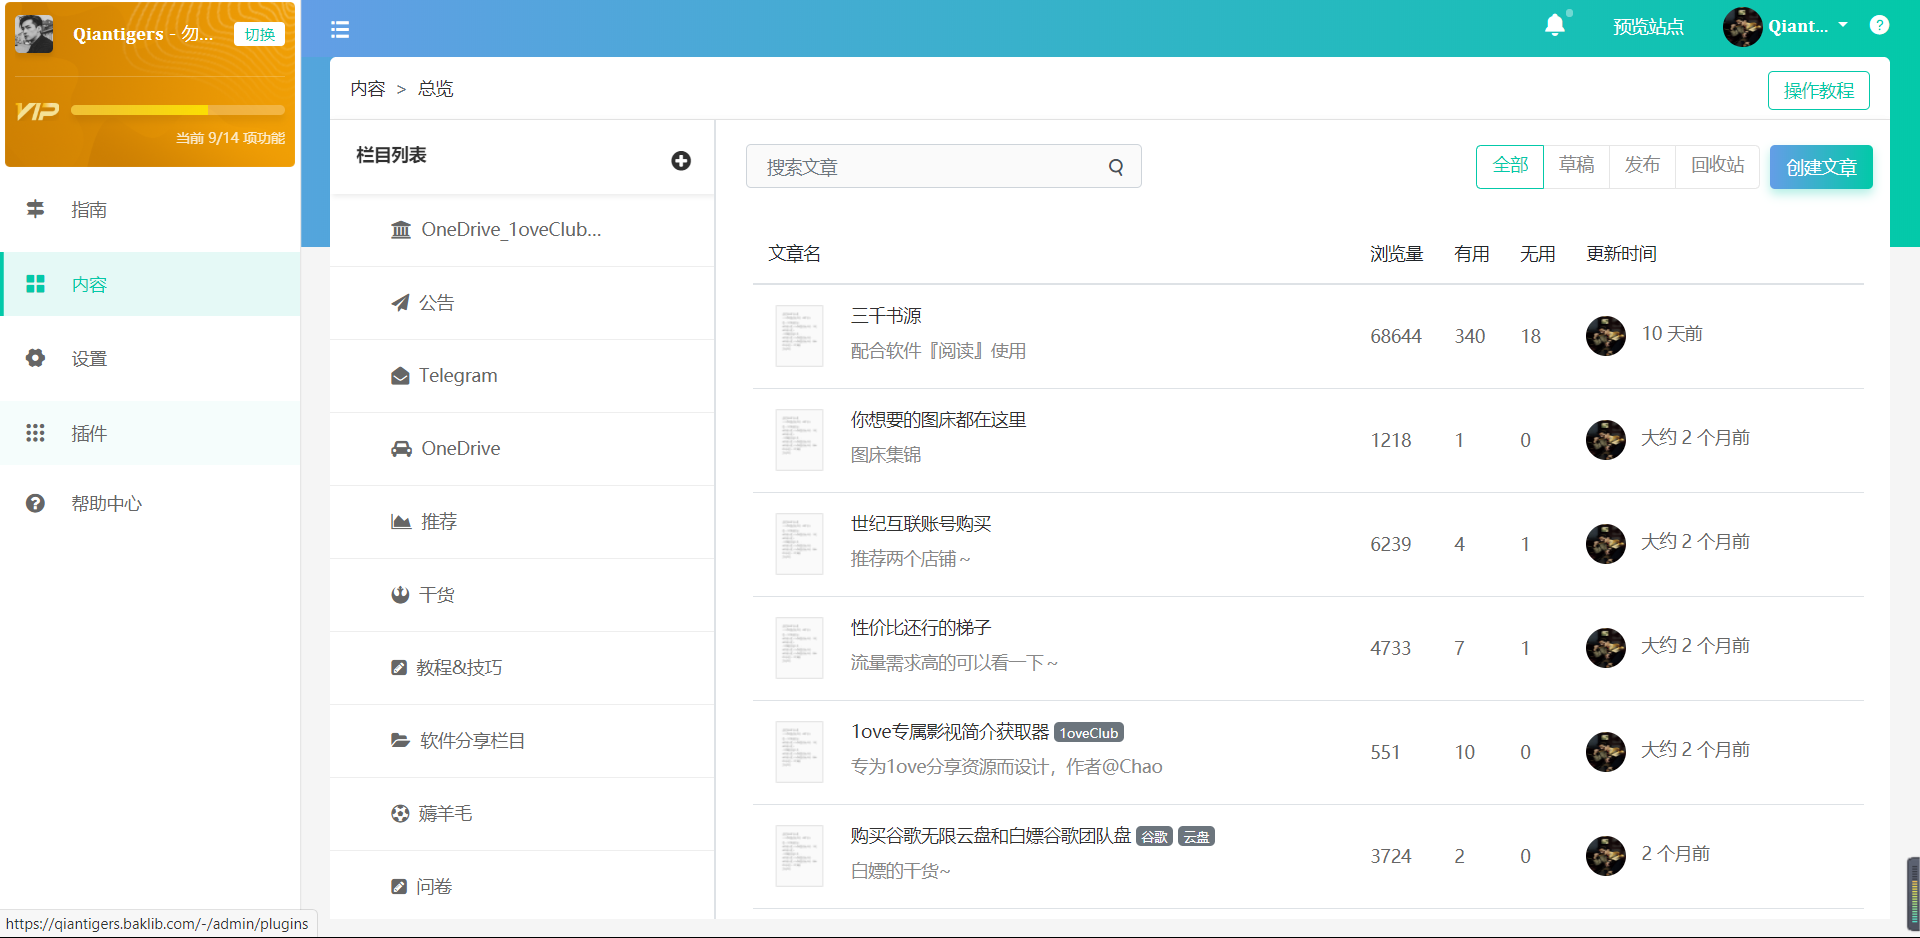 Qiantigers - 勿...
切换
VIP
当前 9/14 项功能
指南
内容
设置
插件
帮助中心
预览站点
Qiant...
内容 > 总览
操作教程
栏目列表
OneDrive_1oveClub...
公告
Telegram
OneDrive
推荐
干货
教程&技巧
软件分享栏目
薅羊毛
问卷
搜索文章
全部
草稿
发布
回收站
创建文章
文章名 浏览量 有用 无用 更新时间
三千书源
配合软件『阅读』使用
68644 340 18 10 天前
你想要的图床都在这里
图床集锦
1218 1 0 大约 2 个月前
世纪互联账号购买
推荐两个店铺～
6239 4 1 大约 2 个月前
性价比还行的梯子
流量需求高的可以看一下～
4733 7 1 大约 2 个月前
1ove专属影视简介获取器 1oveClub
专为1ove分享资源而设计，作者@Chao
551 10 0 大约 2 个月前
购买谷歌无限云盘和白嫖谷歌团队盘 谷歌 云盘
白嫖的干货~
3724 2 0 2 个月前
https://qiantigers.baklib.com/-/admin/plugins